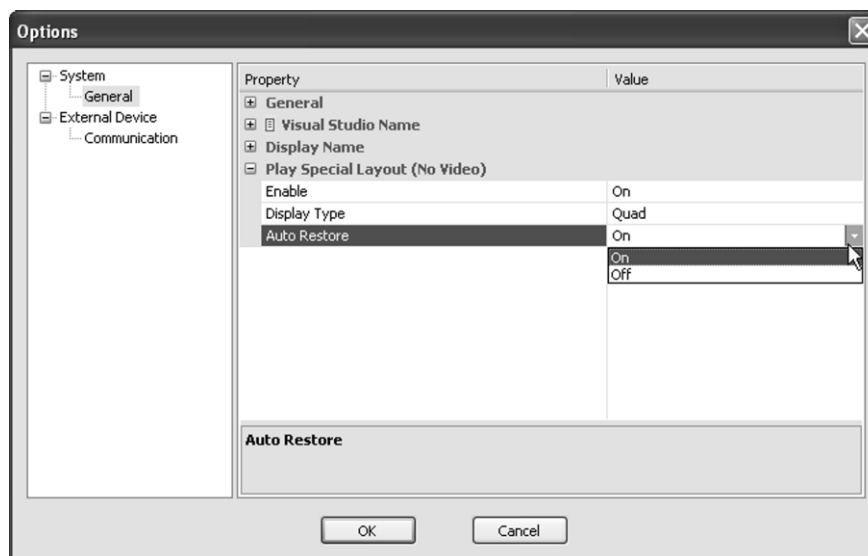 Options
System
General
External Device
Communication
Property Value
General
Visual Studio Name
Display Name
Play Special Layout (No Video)
Enable On
Display Type Quad
Auto Restore On
On
Off
Auto Restore
OK Cancel